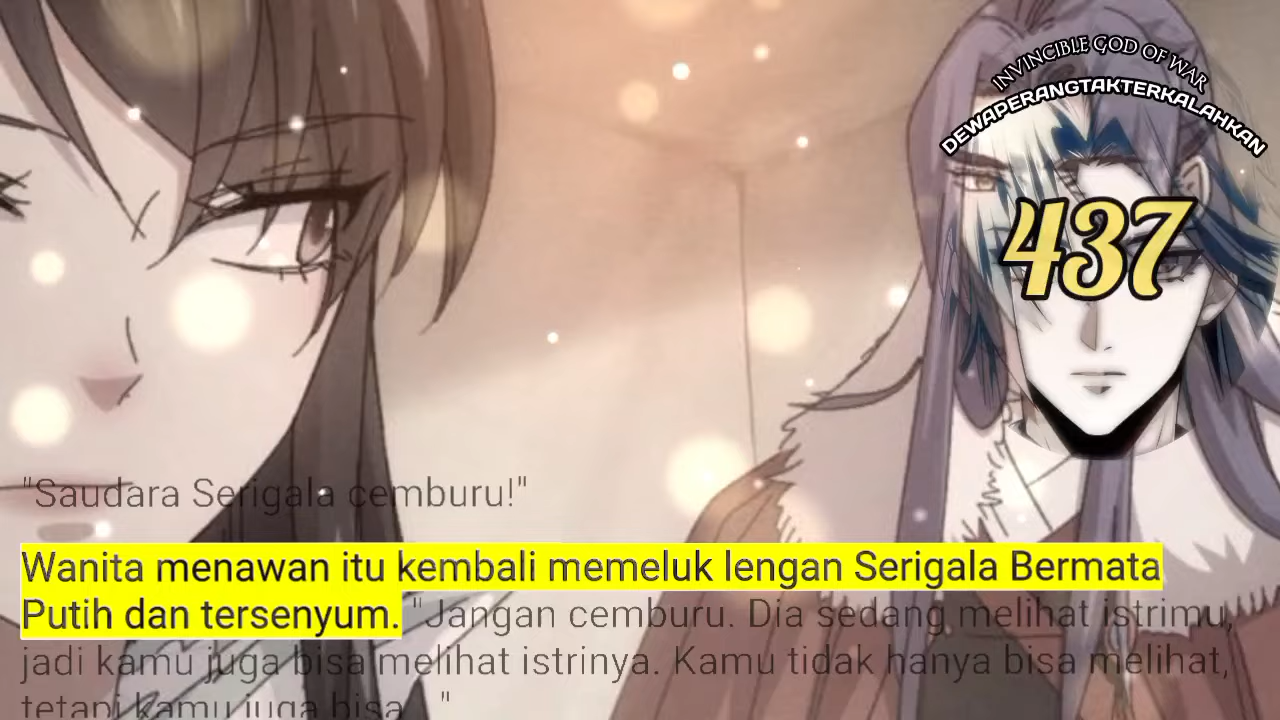 INVINCIBLE GOD OF WAR
DEWAPERANGTAKTERKALAHKAN
437
"Saudara Serigala cemburu!"
Wanita menawan itu kembali memeluk lengan Serigala Bermata
Putih dan tersenyum. "Jangan cemburu. Dia sedang melihat istrimu,
jadi kamu juga bisa melihat istrinya. Kamu tidak hanya bisa melihat,
tetapi kamu juga bisa..."